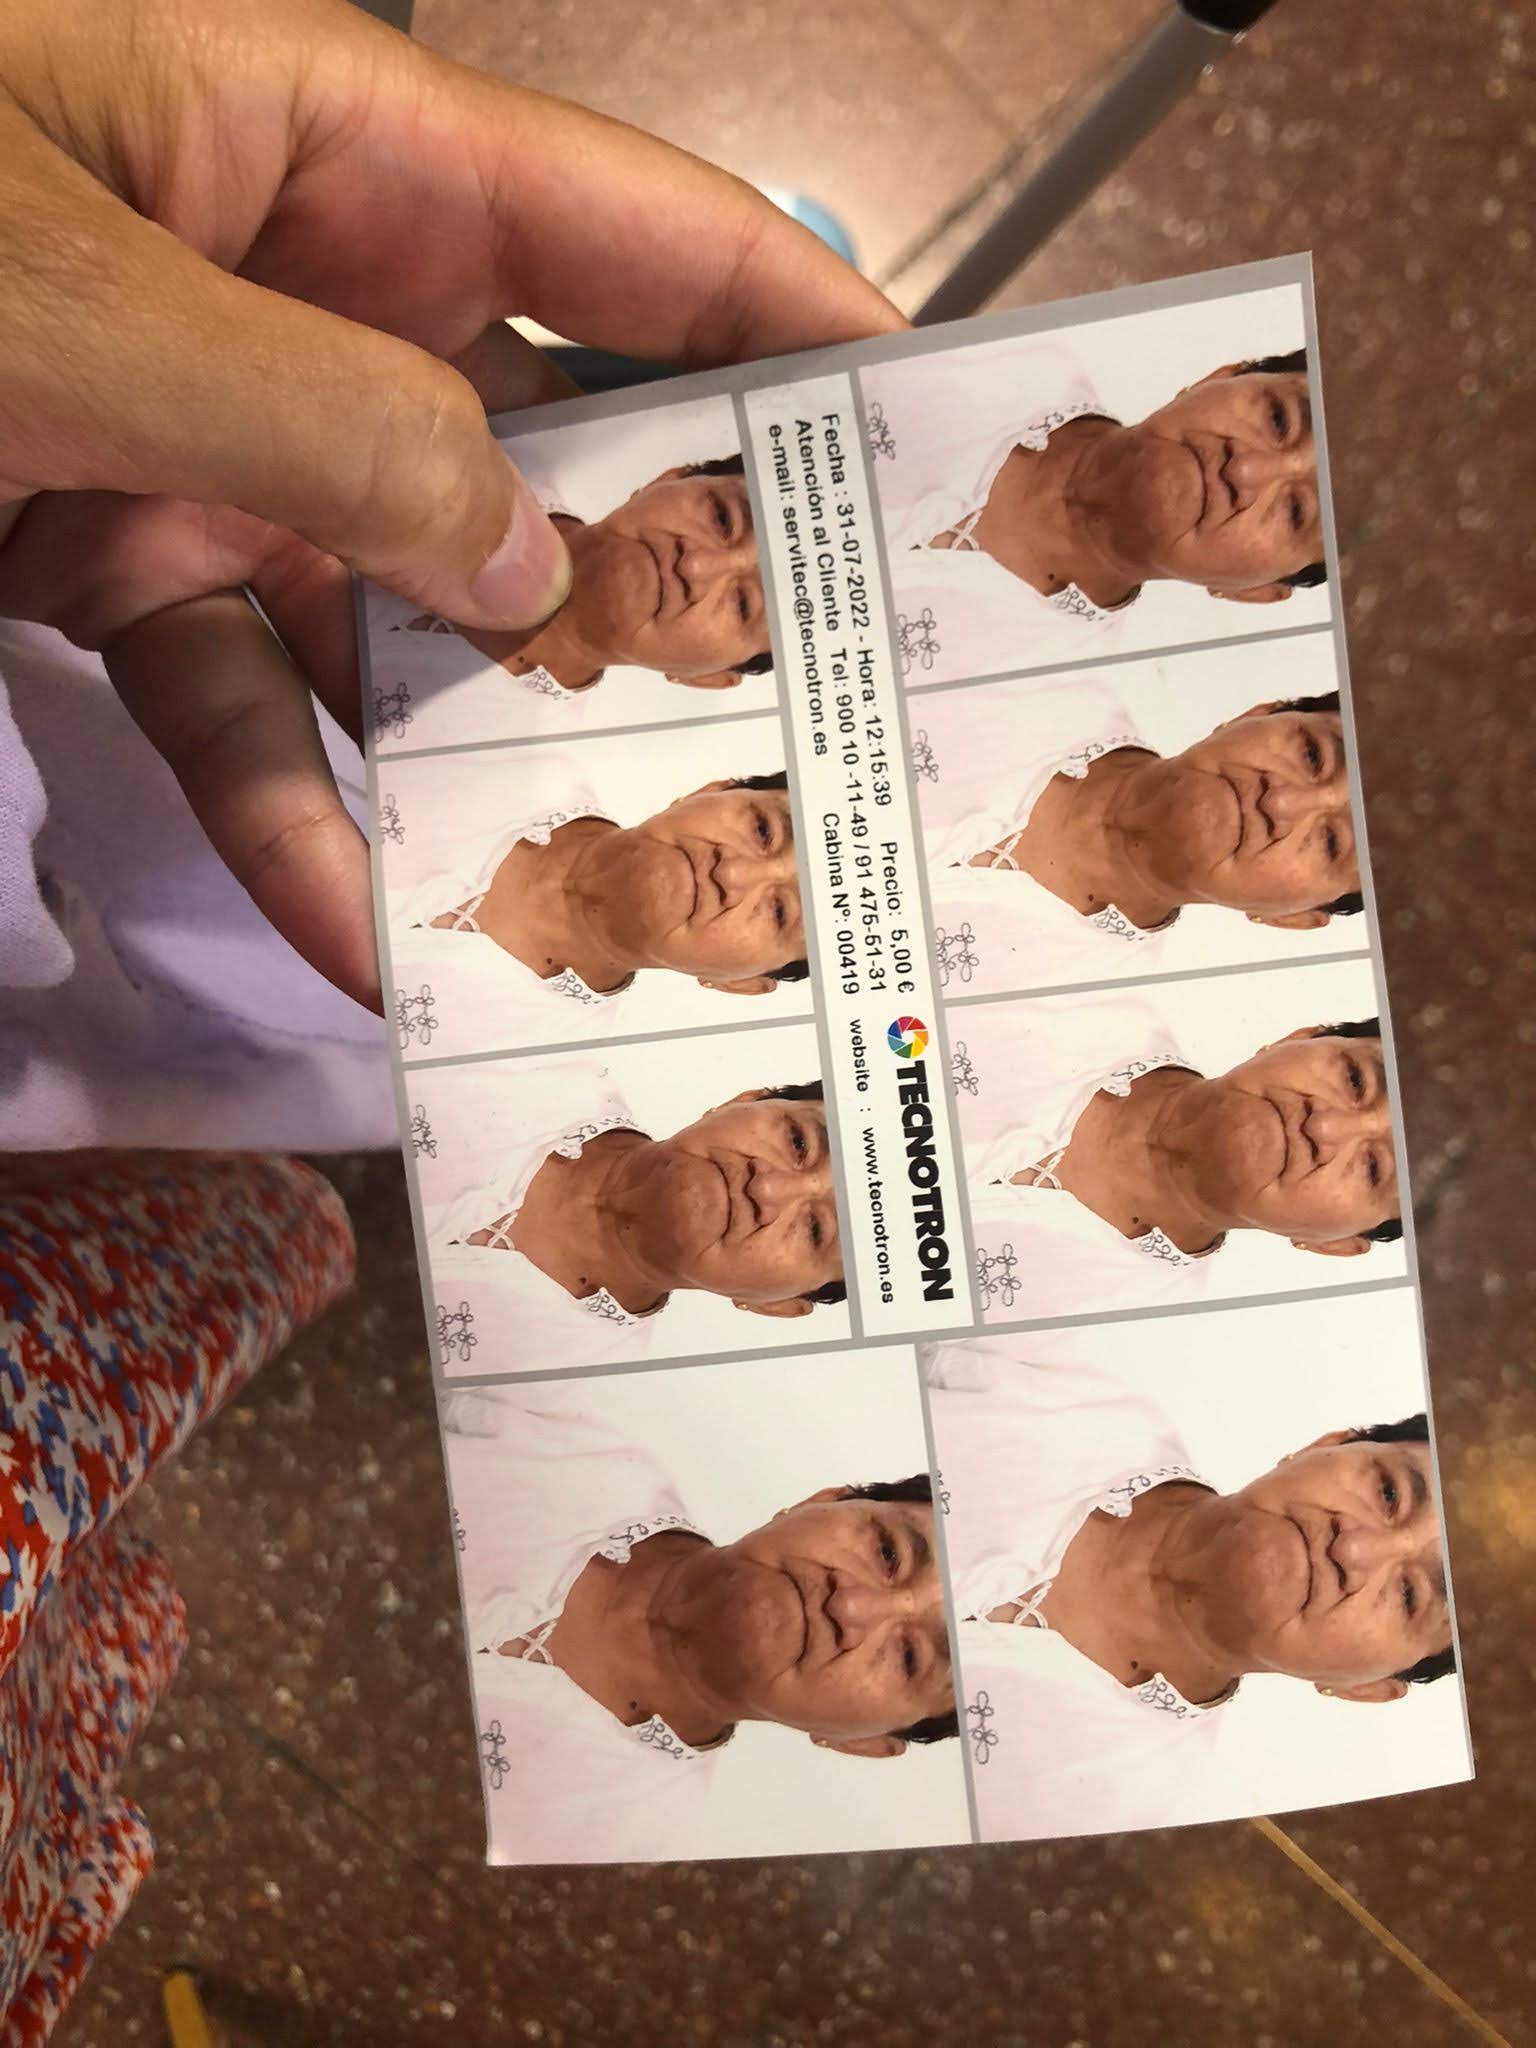 Fecha : 31-07-2022 - Hora: 12:15:39 Precio: 5,00 €
Atención al Cliente Tel: 900 10 -11-49 / 91 475-51-31
e-mail: servitec@tecnotron.es Cabina Nº: 00419
TECNOTRON
website : www.tecnotron.es